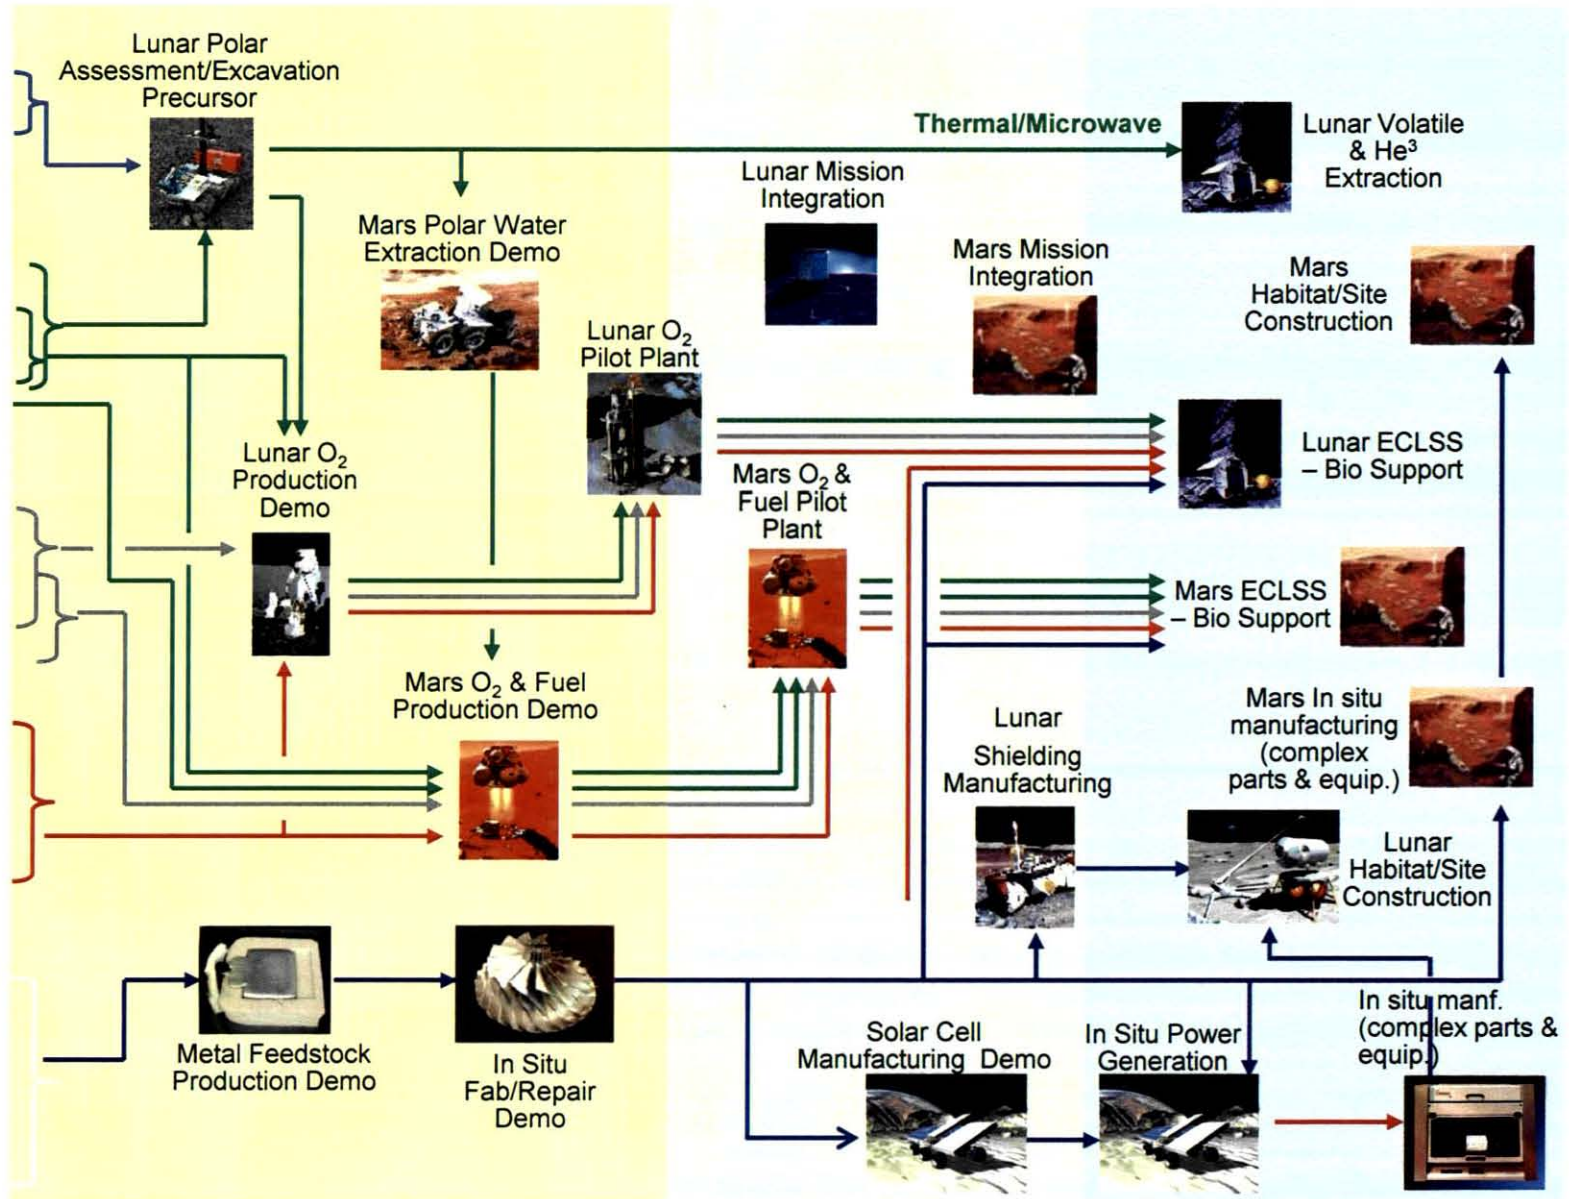 Lunar Polar
Assessment/Excavation
Precursor
Thermal/Microwave
Lunar Volatile
& He³
Extraction
Lunar Mission
Integration
Mars Polar Water
Extraction Demo
Mars Mission
Integration
Mars
Habitat/Site
Construction
Lunar O₂
Pilot Plant
Lunar O₂
Production
Demo
Mars O₂ &
Fuel Pilot
Plant
Lunar ECLSS
– Bio Support
Mars ECLSS
– Bio Support
Mars O₂ & Fuel
Production Demo
Lunar
Shielding
Manufacturing
Mars In situ
manufacturing
(complex
parts & equip.)
Lunar
Habitat/Site
Construction
Metal Feedstock
Production Demo
In Situ
Fab/Repair
Demo
Solar Cell
Manufacturing Demo
In Situ Power
Generation
In situ manf.
(complex parts &
equip.)